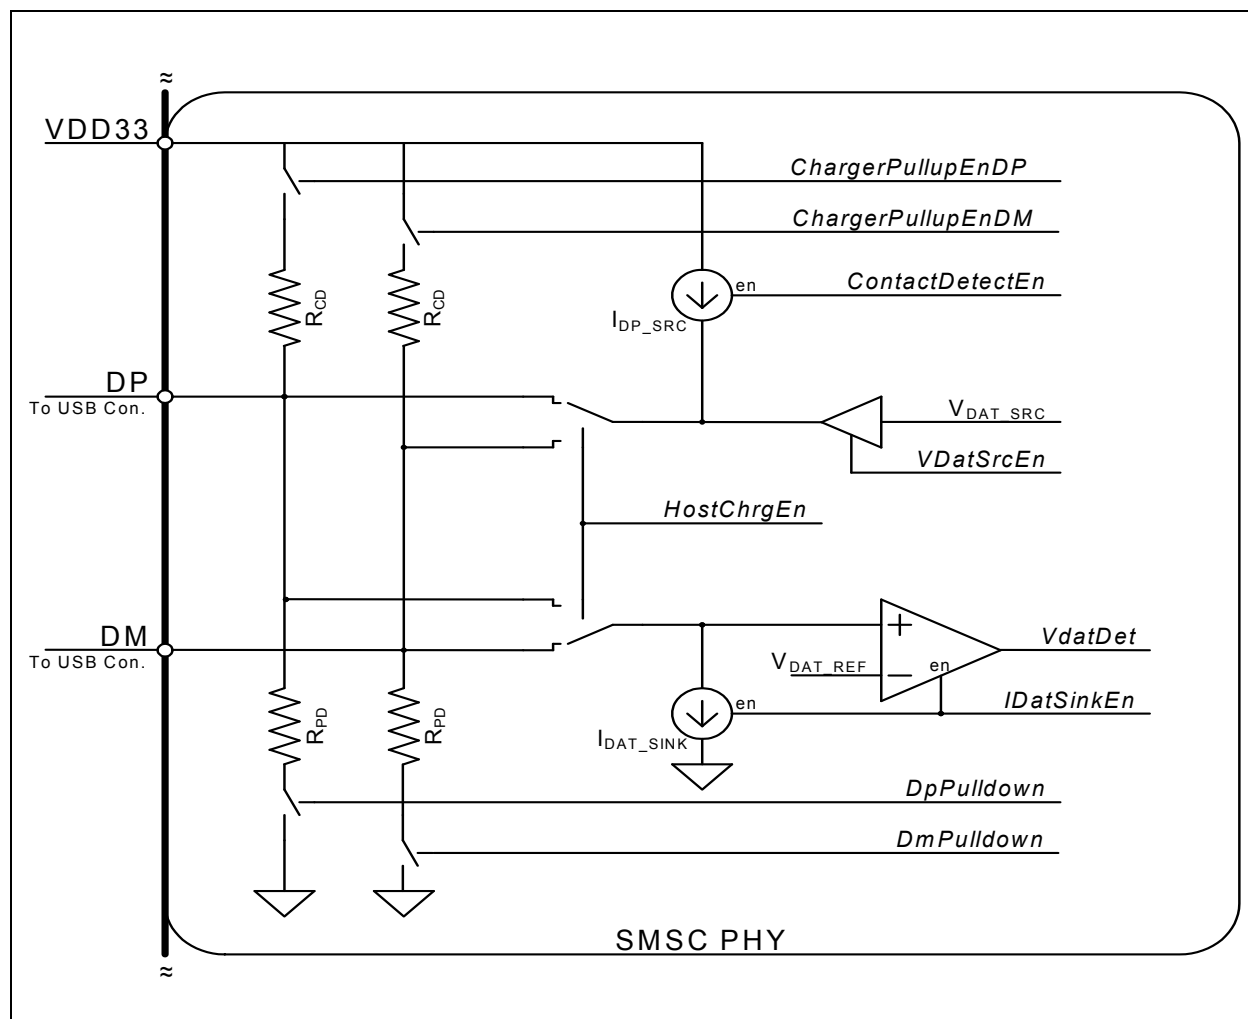 ≈
VDD33
ChargerPullupEnDP
ChargerPullupEnDM
en
ContactDetectEn
RCD
RCD
IDP_SRC
DP
To USB Con.
VDAT_SRC
VDatSrcEn
HostChrgEn
DM
To USB Con.
VDAT_REF
+
−
en
VdatDet
RPD
RPD
en
IDatSinkEn
IDAT_SINK
DpPulldown
DmPulldown
SMSC PHY
≈